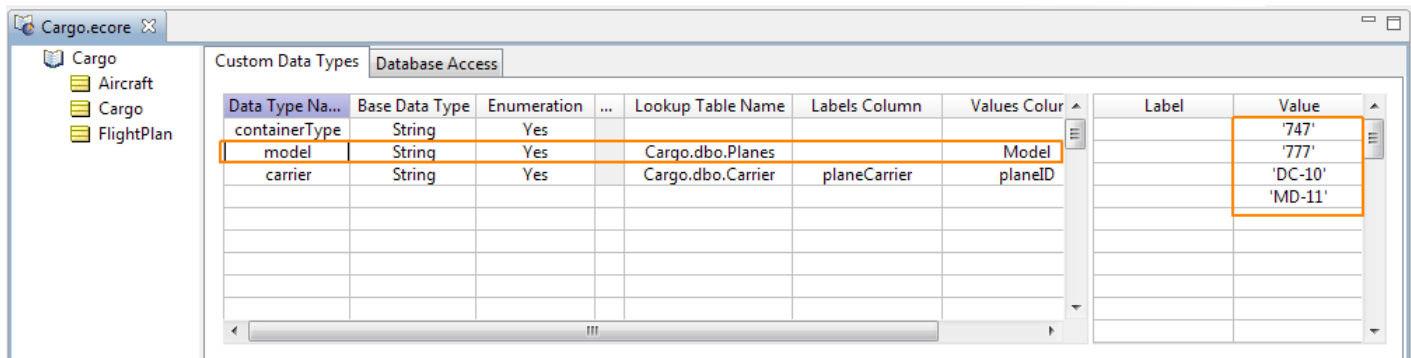 Cargo.ecore
Cargo
Aircraft
Cargo
FlightPlan
Custom Data Types Database Access
Data Type Na... Base Data Type Enumeration ... Lookup Table Name Labels Column Values Colur Label Value
containerType String Yes '747'
model String Yes Cargo.dbo.Planes Model '777'
carrier String Yes Cargo.dbo.Carrier planeCarrier planeID 'DC-10'
'MD-11'